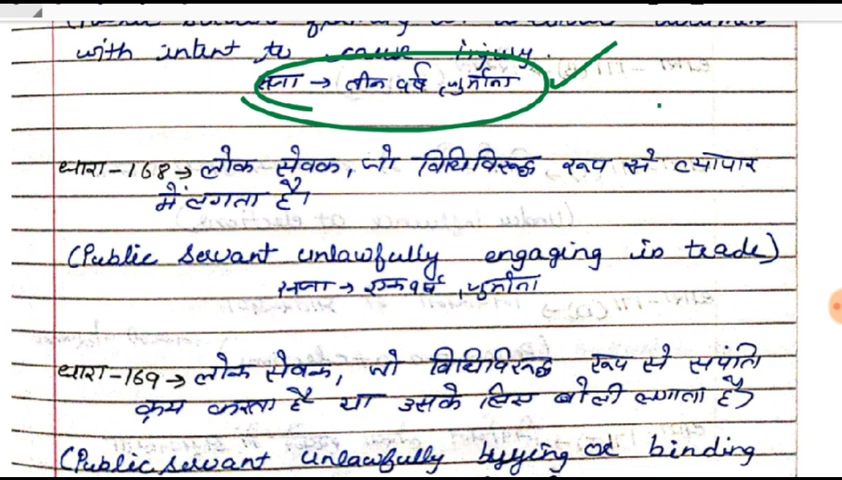 with intent to cause injury.
सजा → तीन वर्ष, जुर्माना
धारा-168 → लोक सेवक, जो विधिविरूद्ध रूप से व्यापार
में लगता है।
(Public Servant unlawfully engaging in trade)
सजा → एक वर्ष, जुर्माना
धारा-169 → लोक सेवक, जो विधिविरूद्ध रूप से सपंति
क्रय करता है या उसके लिए बोली लगाता है
(Public Servant unlawfully buying or binding